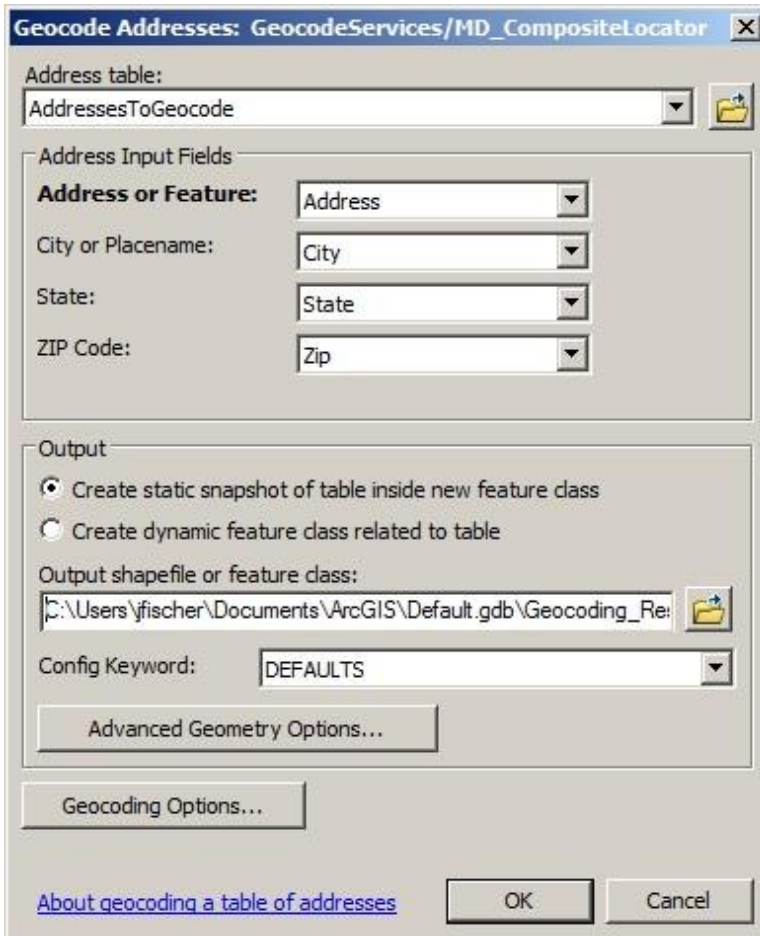 Geocode Addresses: GeocodeServices/MD_CompositeLocator
Address table:
AddressesToGeocode
Address Input Fields
Address or Feature: Address
City or Placename: City
State: State
ZIP Code: Zip
Output
Create static snapshot of table inside new feature class
Create dynamic feature class related to table
Output shapefile or feature class:
C:\Users\jfischer\Documents\ArcGIS\Default.gdb\Geocoding_Res
Config Keyword: DEFAULTS
Advanced Geometry Options...
Geocoding Options...
About geocoding a table of addresses OK Cancel